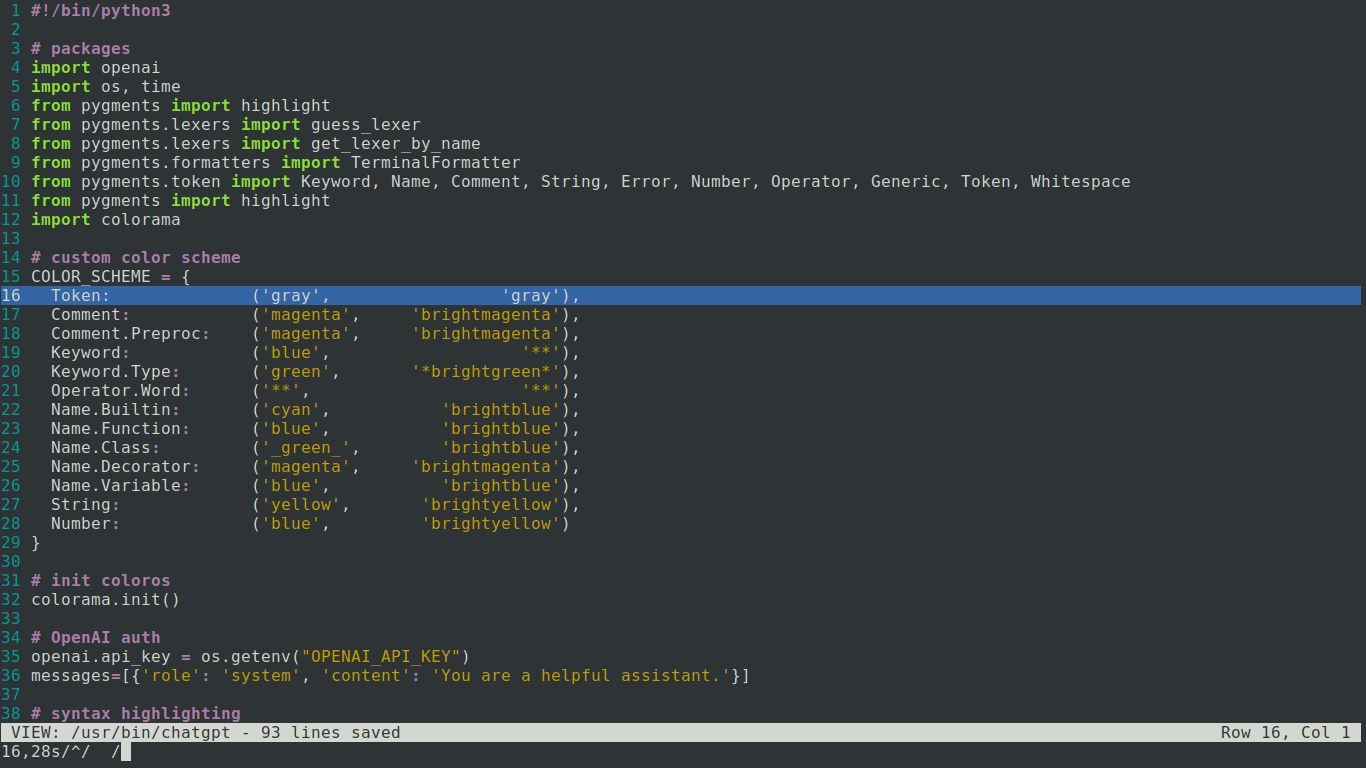 1 #!/bin/python3
2
3 # packages
4 import openai
5 import os, time
6 from pygments import highlight
7 from pygments.lexers import guess_lexer
8 from pygments.lexers import get_lexer_by_name
9 from pygments.formatters import TerminalFormatter
10 from pygments.token import Keyword, Name, Comment, String, Error, Number, Operator, Generic, Token, Whitespace
11 from pygments import highlight
12 import colorama
13
14 # custom color scheme
15 COLOR_SCHEME = {
16   Token:              ('gray',                 'gray'),
17   Comment:            ('magenta',     'brightmagenta'),
18   Comment.Preproc:    ('magenta',     'brightmagenta'),
19   Keyword:            ('blue',                   '**'),
20   Keyword.Type:       ('green',       '*brightgreen*'),
21   Operator.Word:      ('**',                     '**'),
22   Name.Builtin:       ('cyan',           'brightblue'),
23   Name.Function:      ('blue',           'brightblue'),
24   Name.Class:         ('_green_',        'brightblue'),
25   Name.Decorator:     ('magenta',     'brightmagenta'),
26   Name.Variable:      ('blue',           'brightblue'),
27   String:             ('yellow',       'brightyellow'),
28   Number:             ('blue',         'brightyellow')
29 }
30
31 # init coloros
32 colorama.init()
33
34 # OpenAI auth
35 openai.api_key = os.getenv("OPENAI_API_KEY")
36 messages=[{'role': 'system', 'content': 'You are a helpful assistant.'}]
37
38 # syntax highlighting
VIEW: /usr/bin/chatgpt - 93 lines saved Row 16, Col 1
16,28s/^/  /